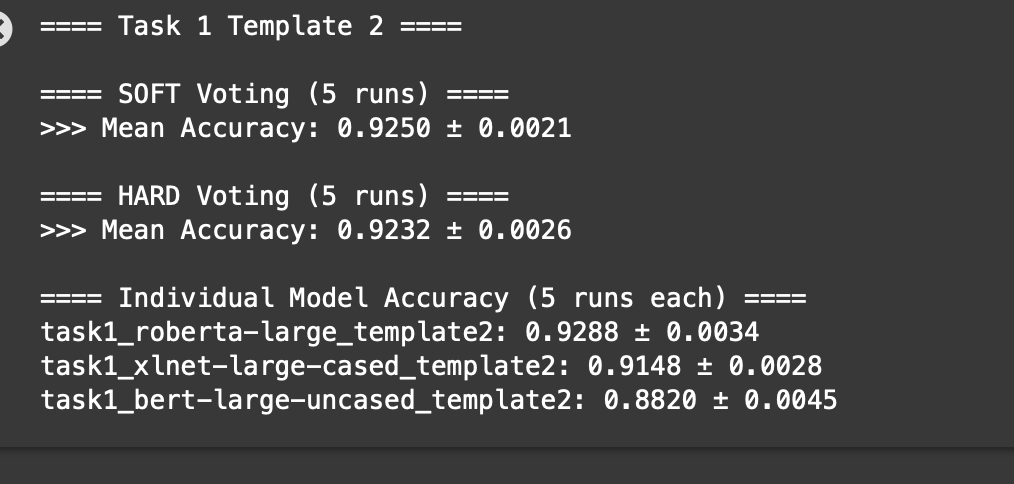 ==== Task 1 Template 2 ====
==== SOFT Voting (5 runs) ====
>>> Mean Accuracy: 0.9250 ± 0.0021
==== HARD Voting (5 runs) ====
>>> Mean Accuracy: 0.9232 ± 0.0026
==== Individual Model Accuracy (5 runs each) ====
task1_roberta-large_template2: 0.9288 ± 0.0034
task1_xlnet-large-cased_template2: 0.9148 ± 0.0028
task1_bert-large-uncased_template2: 0.8820 ± 0.0045